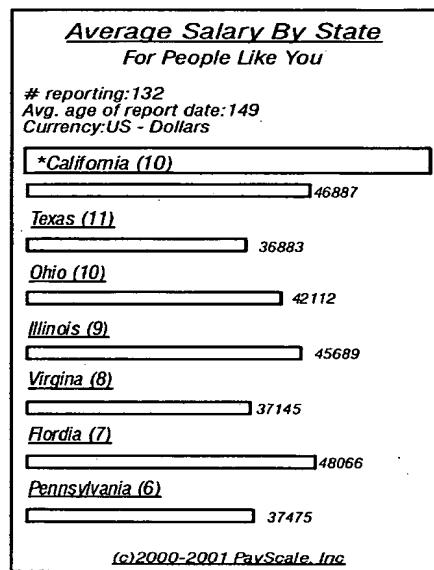 Average Salary By State
For People Like You
# reporting:132
Avg. age of report date:149
Currency:US - Dollars
*California (10)
46887
Texas (11)
36883
Ohio (10)
42112
Illinois (9)
45689
Virgina (8)
37145
Flordia (7)
48066
Pennsylvania (6)
37475
(c)2000-2001 PayScale, Inc